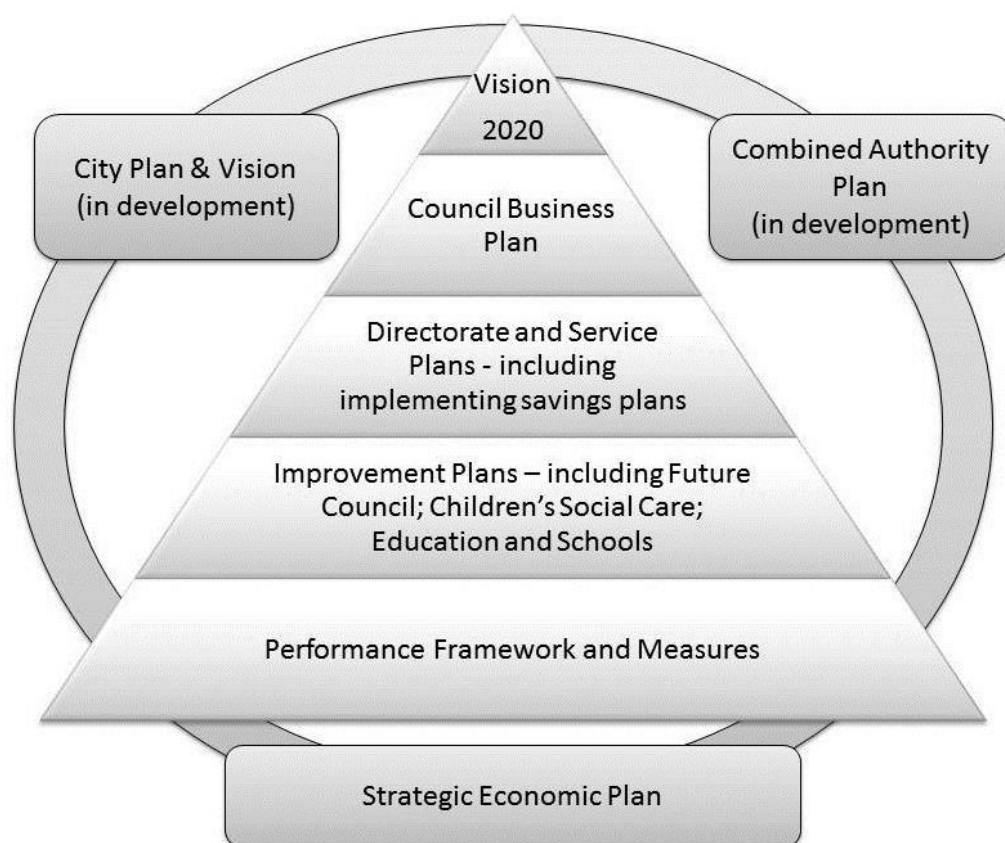 Vision
2020
City Plan & Vision
(in development)
Combined Authority
Plan
(in development)
Council Business
Plan
Directorate and Service
Plans - including
implementing savings plans
Improvement Plans – including Future
Council; Children’s Social Care;
Education and Schools
Performance Framework and Measures
Strategic Economic Plan